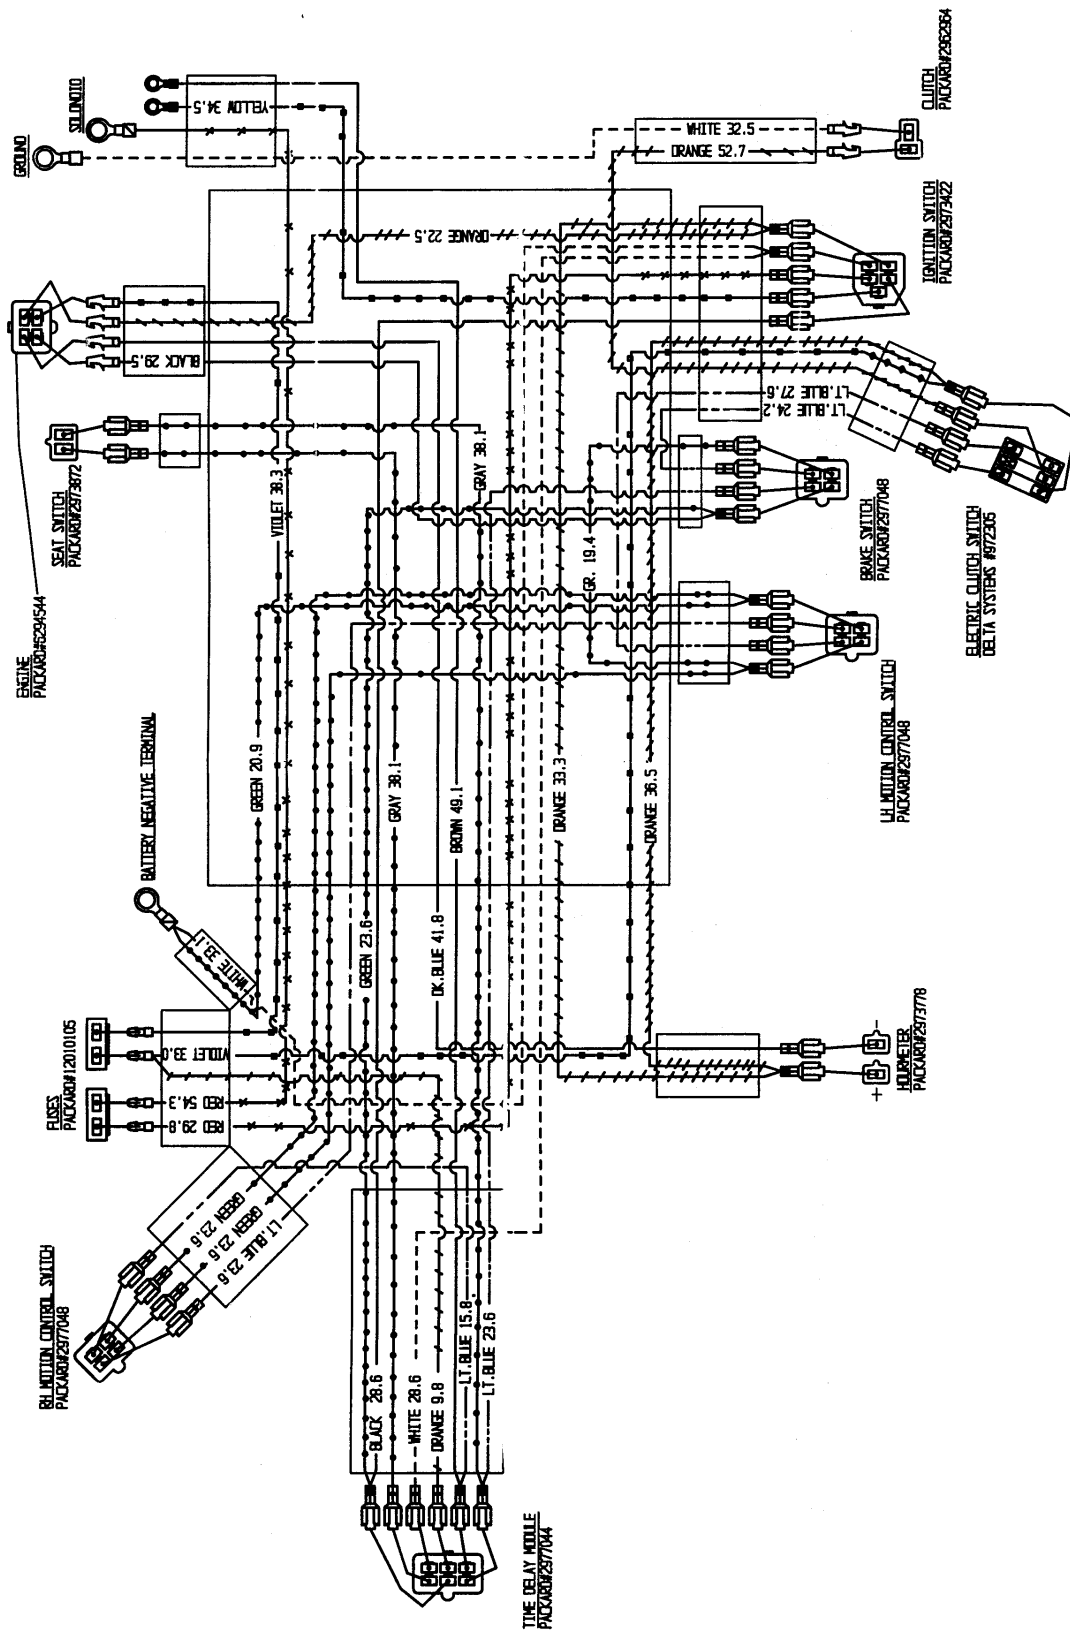 GROUND
SOLONOID
YELLOW 34.5
WHITE 32.5
ORANGE 52.7
CLUTCH
PACKARD#2962964
IGNITION SWITCH
PACKARD#2973422
ORANGE 22.5
BLACK 29.5
ENGINE
PACKARD#6294544
SEAT SWITCH
PACKARD#2973872
GRAY 38.1
VIOLET 38.3
LT.BLUE 27.6
LT.BLUE 24.2
GR. 19.4
BRAKE SWITCH
PACKARD#2977048
ELECTRIC CLUTCH SWITCH
DELTA SYSTEMS #972305
LH MOTION CONTROL SWITCH
PACKARD#2977048
BATTERY NEGATIVE TERMINAL
WHITE 33.1
GREEN 20.9
GRAY 38.1
BROWN 49.1
ORANGE 33.3
ORANGE 36.5
GREEN 23.6
DK.BLUE 41.8
FUSES
PACKARD#12010105
VIOLET 33.0
RED 54.3
RED 29.8
HOURMETER
PACKARD#2973778
-
+
RH MOTION CONTROL SWITCH
PACKARD#2977048
GREEN 23.6
GREEN 23.6
LT.BLUE 23.6
BLACK 28.6
WHITE 28.6
ORANGE 9.8
LT.BLUE 15.8
LT.BLUE 23.6
TIME DELAY MODULE
PACKARD#2977044